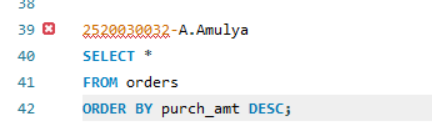 38
39 2520030032-A.Amulya
40 SELECT *
41 FROM orders
42 ORDER BY purch_amt DESC;